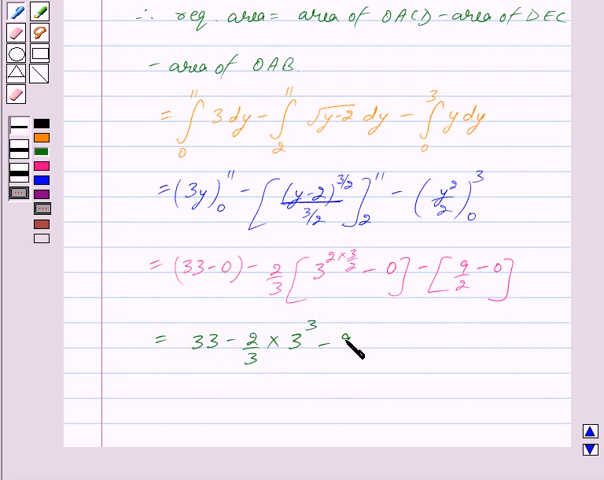 ∴ req. area = area of OACD - area of DEC
- area of OAB.
= ∫₀¹¹ 3 dy - ∫₂¹¹ √(y-2) dy - ∫₀³ y dy
= (3y)₀¹¹ - [(y-2)^(3/2) / (3/2)]₂¹¹ - (y²/2)₀³
= (33-0) - 2/3 [3^(2×3/2) - 0] - [9/2 - 0]
= 33 - 2/3 × 3³ -